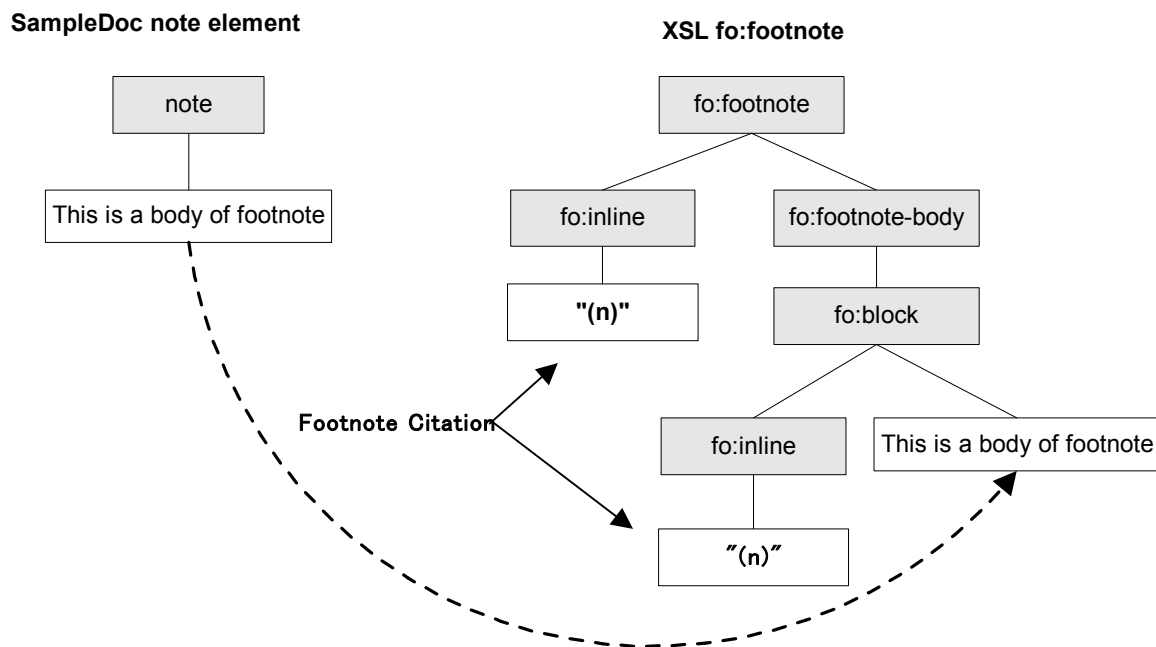 SampleDoc note element
XSL fo:footnote
note
fo:footnote
This is a body of footnote
fo:inline
fo:footnote-body
"(n)"
fo:block
Footnote Citation
fo:inline
This is a body of footnote
"(n)"